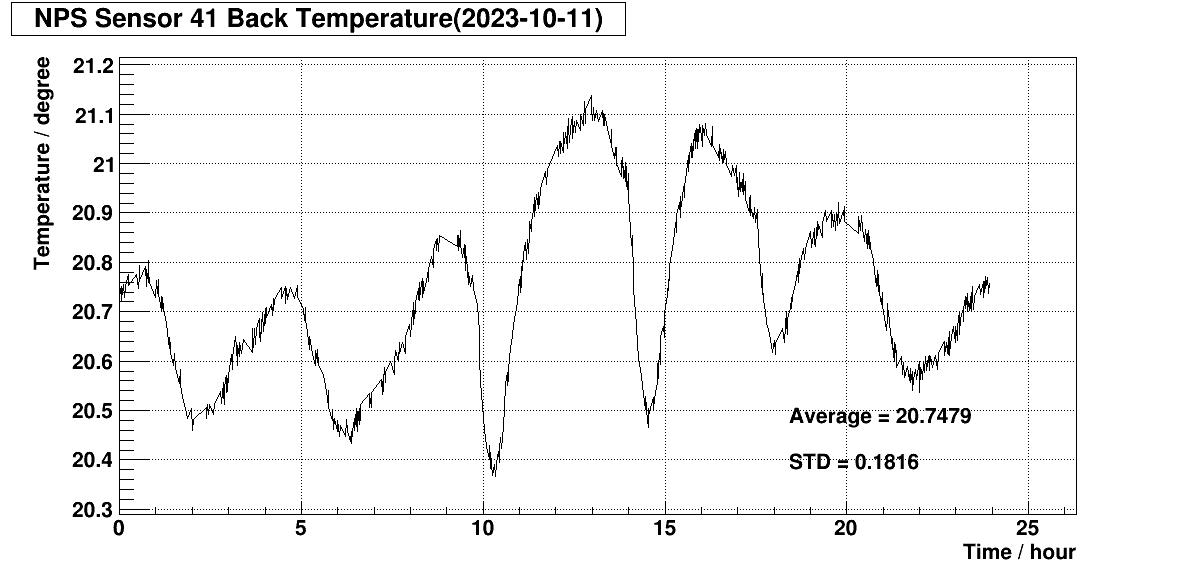 NPS Sensor 41 Back Temperature(2023-10-11)
Temperature / degree
21.2
21.1
21
20.9
20.8
20.7
20.6
20.5
20.4
20.3
Average = 20.7479
STD = 0.1816
0 5 10 15 20 25
Time / hour